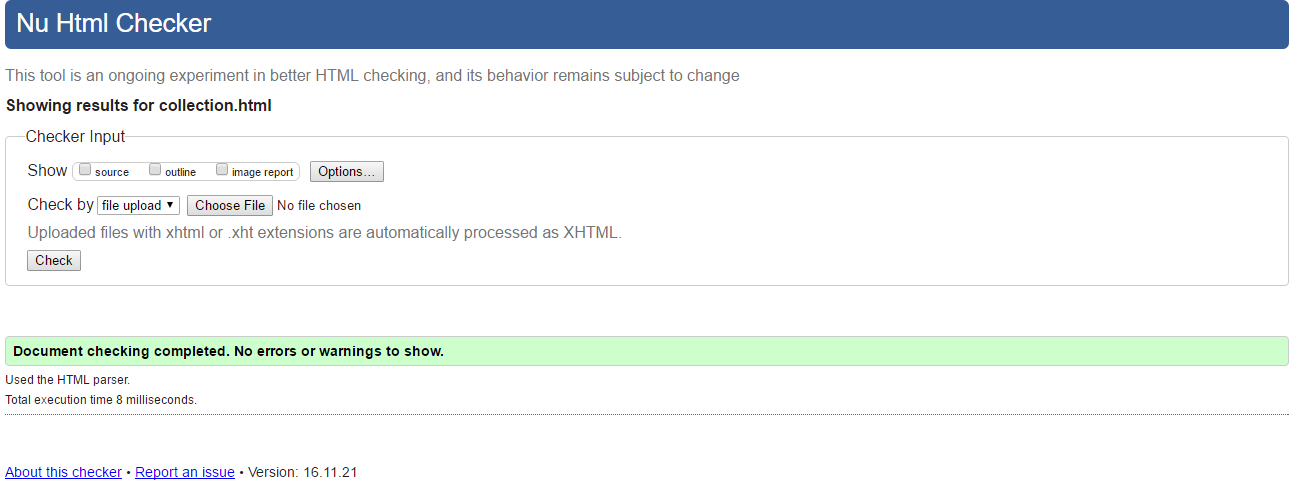 Nu Html Checker
This tool is an ongoing experiment in better HTML checking, and its behavior remains subject to change
Showing results for collection.html
Checker Input
Show source outline image report Options...
Check by file upload Choose File No file chosen
Uploaded files with xhtml or .xht extensions are automatically processed as XHTML.
Check
Document checking completed. No errors or warnings to show.
Used the HTML parser.
Total execution time 8 milliseconds.
About this checker • Report an issue • Version: 16.11.21